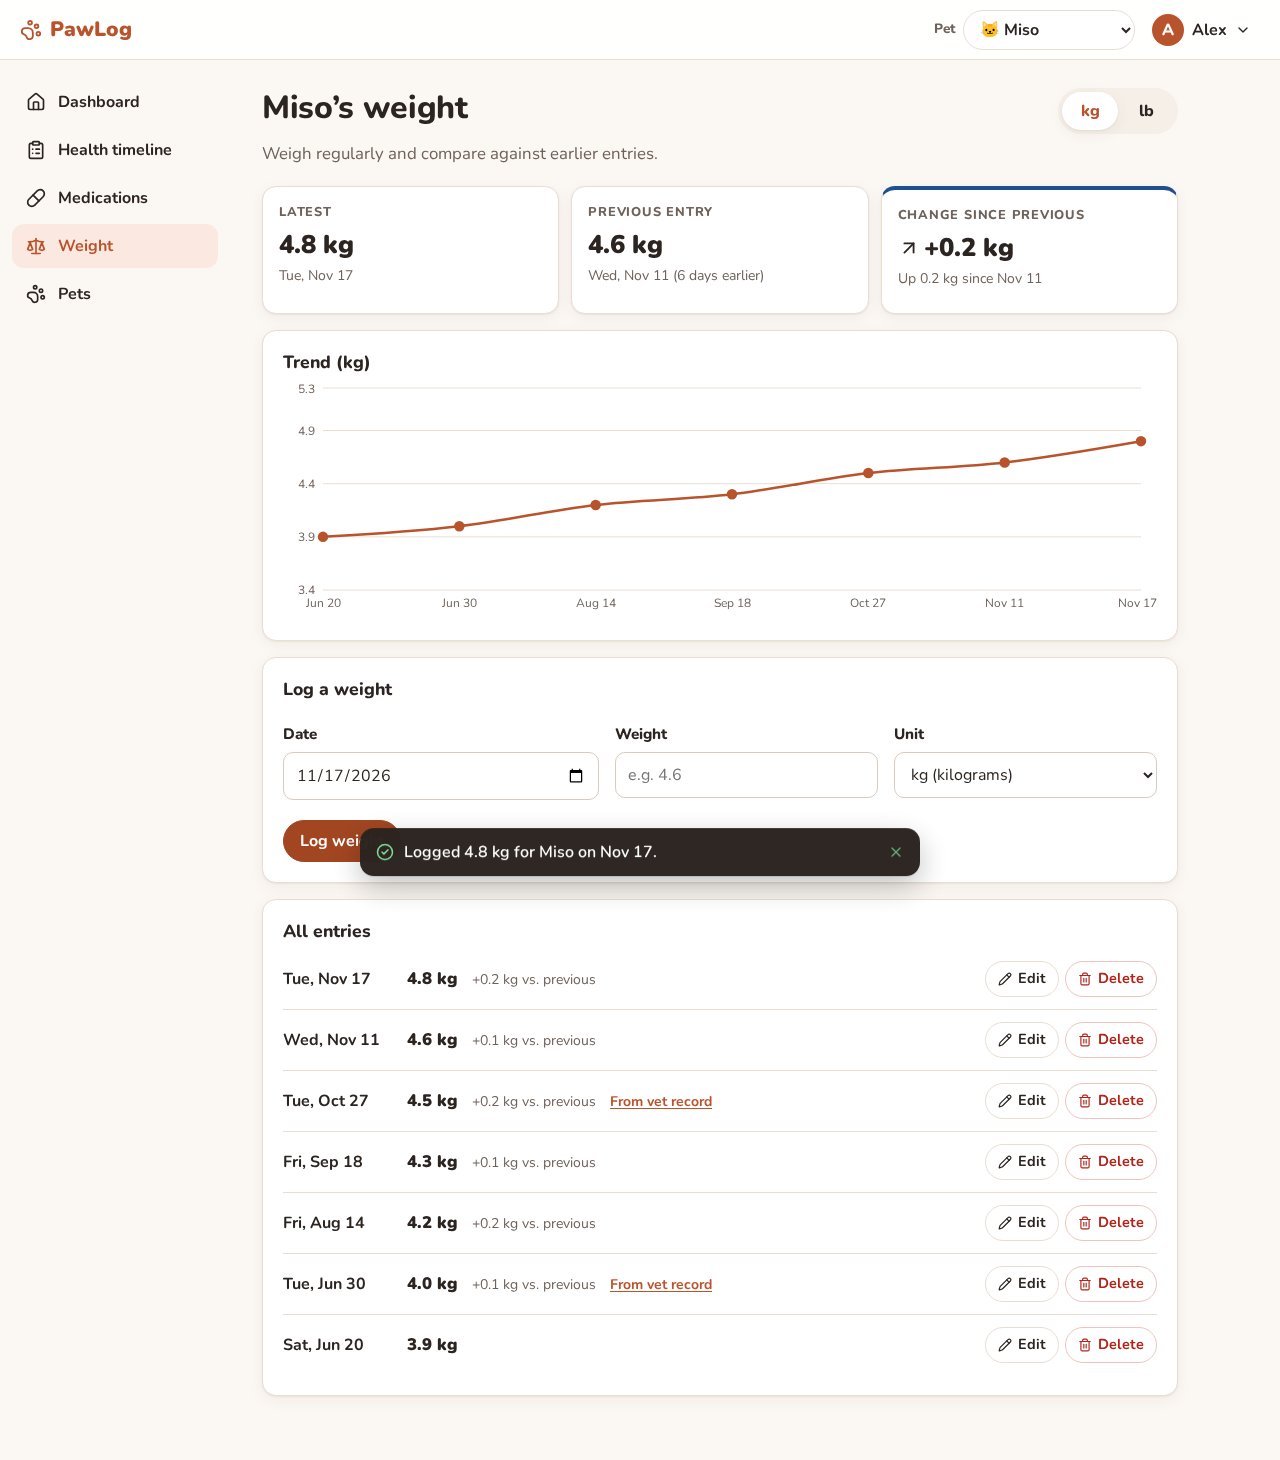 PawLog
Pet
🐱 Miso
A
Alex
Dashboard
Health timeline
Medications
Weight
Pets
Miso’s weight
kg
lb
Weigh regularly and compare against earlier entries.
LATEST
4.8 kg
Tue, Nov 17
PREVIOUS ENTRY
4.6 kg
Wed, Nov 11 (6 days earlier)
CHANGE SINCE PREVIOUS
+0.2 kg
Up 0.2 kg since Nov 11
Trend (kg)
5.3
4.9
4.4
3.9
3.4
Jun 20
Jun 30
Aug 14
Sep 18
Oct 27
Nov 11
Nov 17
Log a weight
Date
Weight
Unit
11/17/2026
e.g. 4.6
kg (kilograms)
Log
Logged 4.8 kg for Miso on Nov 17.
All entries
Tue, Nov 17 4.8 kg +0.2 kg vs. previous Edit Delete
Wed, Nov 11 4.6 kg +0.1 kg vs. previous Edit Delete
Tue, Oct 27 4.5 kg +0.2 kg vs. previous From vet record Edit Delete
Fri, Sep 18 4.3 kg +0.1 kg vs. previous Edit Delete
Fri, Aug 14 4.2 kg +0.2 kg vs. previous Edit Delete
Tue, Jun 30 4.0 kg +0.1 kg vs. previous From vet record Edit Delete
Sat, Jun 20 3.9 kg Edit Delete